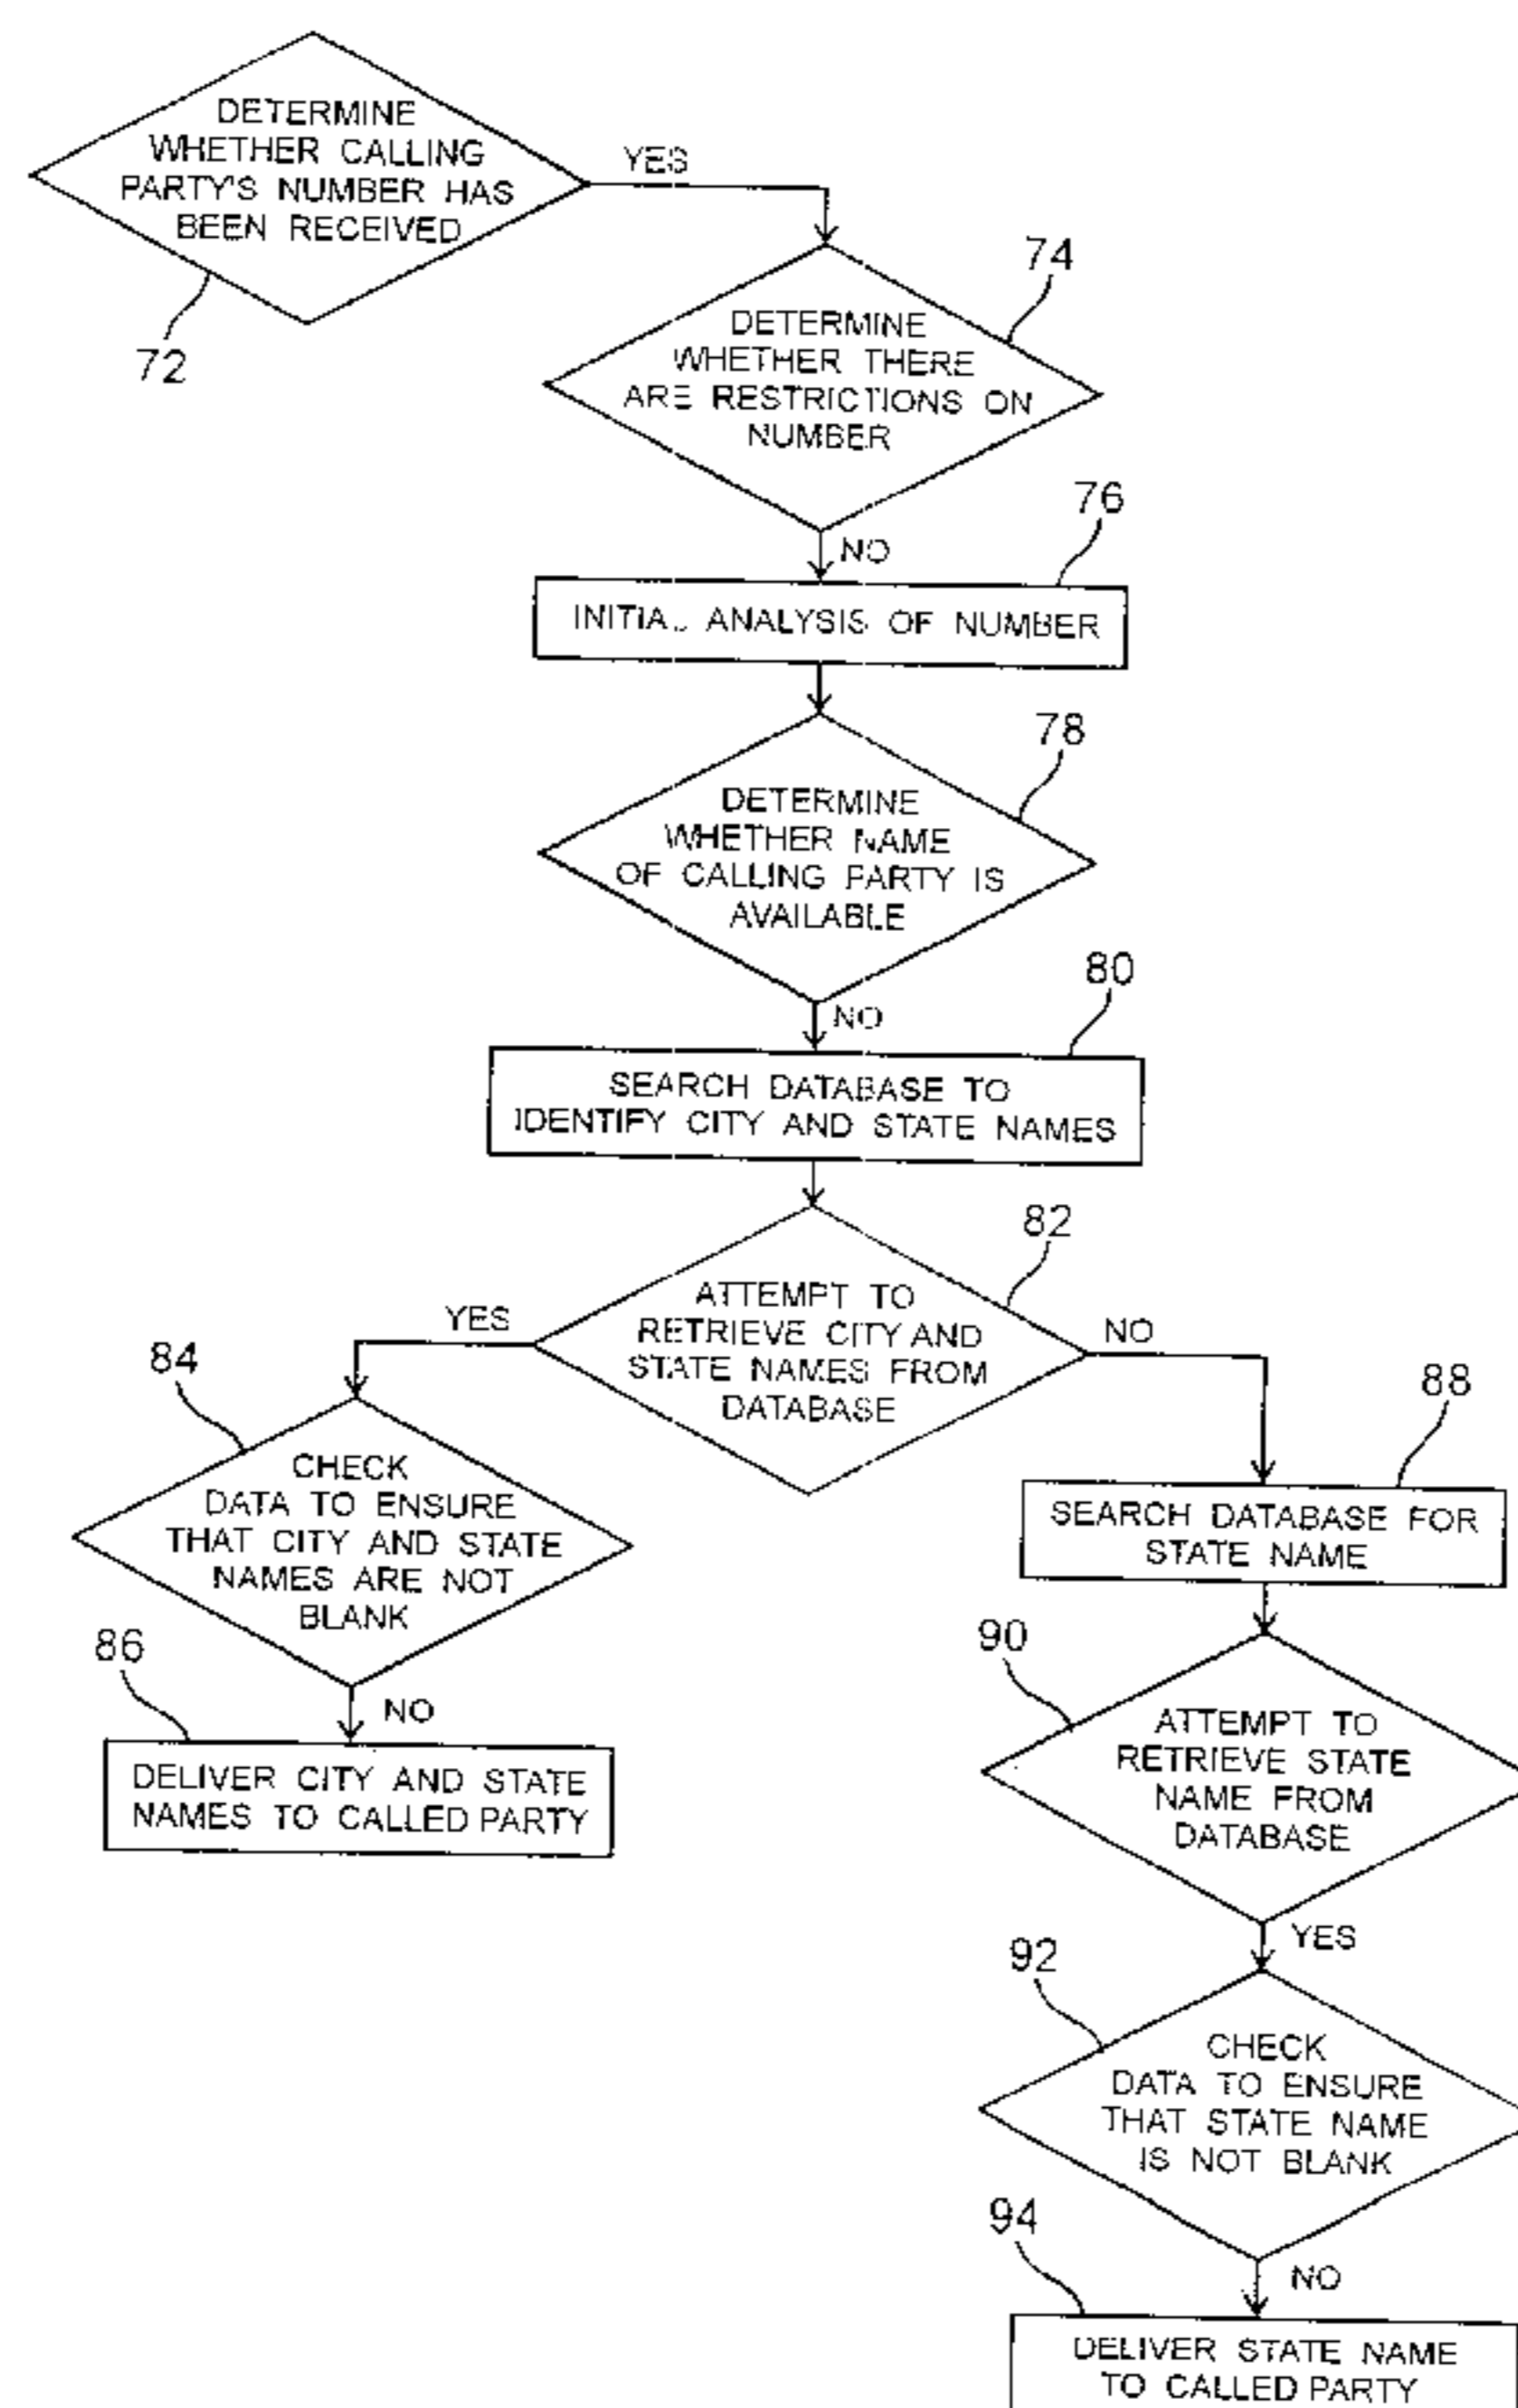 DETERMINE
WHETHER CALLING
PARTY'S NUMBER HAS
BEEN RECEIVED
72
YES
74
DETERMINE
WHETHER THERE
ARE RESTRICTIONS ON
NUMBER
NO
76
INITIAL ANALYSIS OF NUMBER
78
DETERMINE
WHETHER NAME
OF CALLING PARTY IS
AVAILABLE
NO
80
SEARCH DATABASE TO
IDENTIFY CITY AND STATE NAMES
82
ATTEMPT TO
RETRIEVE CITY AND
STATE NAMES FROM
DATABASE
YES
NO
84
CHECK
DATA TO ENSURE
THAT CITY AND STATE
NAMES ARE NOT
BLANK
NO
86
DELIVER CITY AND STATE
NAMES TO CALLED PARTY
88
SEARCH DATABASE FOR
STATE NAME
90
ATTEMPT TO
RETRIEVE STATE
NAME FROM
DATABASE
YES
92
CHECK
DATA TO ENSURE
THAT STATE NAME
IS NOT BLANK
NO
94
DELIVER STATE NAME
TO CALLED PARTY